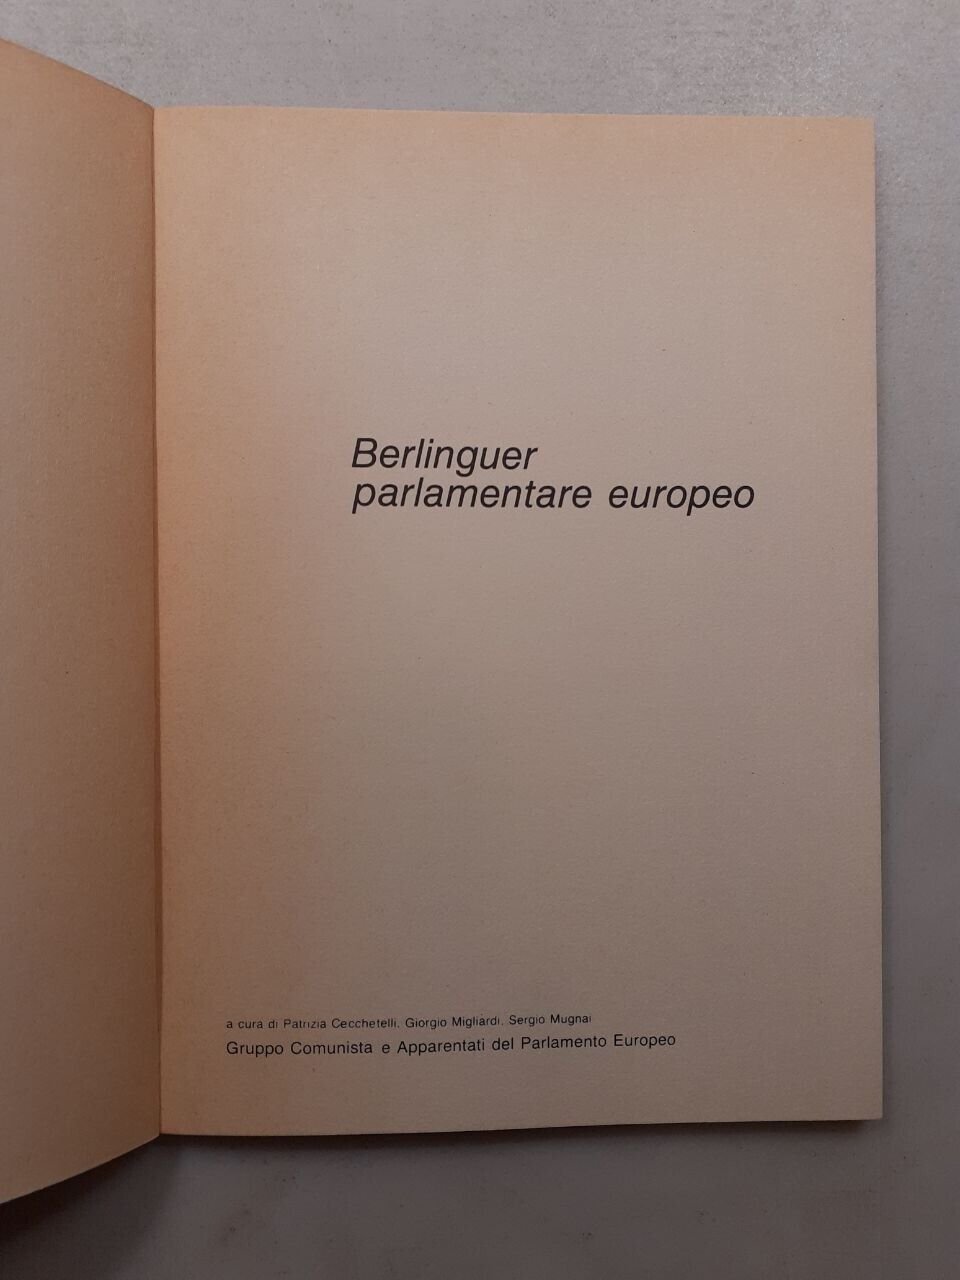 Berlinguer
parlamentare europeo
a cura di Patrizia Cecchetelli, Giorgio Migliardi, Sergio Mugnai
Gruppo Comunista e Apparentati del Parlamento Europeo